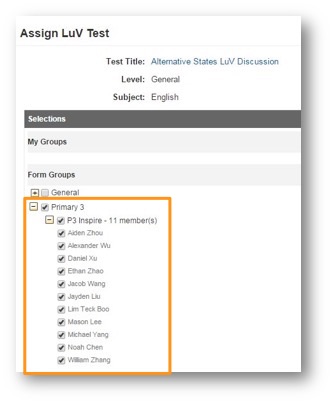 Assign LuV Test
Test Title: Alternative States LuV Discussion
Level: General
Subject: English
Selections
My Groups
Form Groups
General
Primary 3
P3 Inspire - 11 member(s)
Aiden Zhou
Alexander Wu
Daniel Xu
Ethan Zhao
Jacob Wang
Jayden Liu
Lim Teck Boo
Mason Lee
Michael Yang
Noah Chen
William Zhang